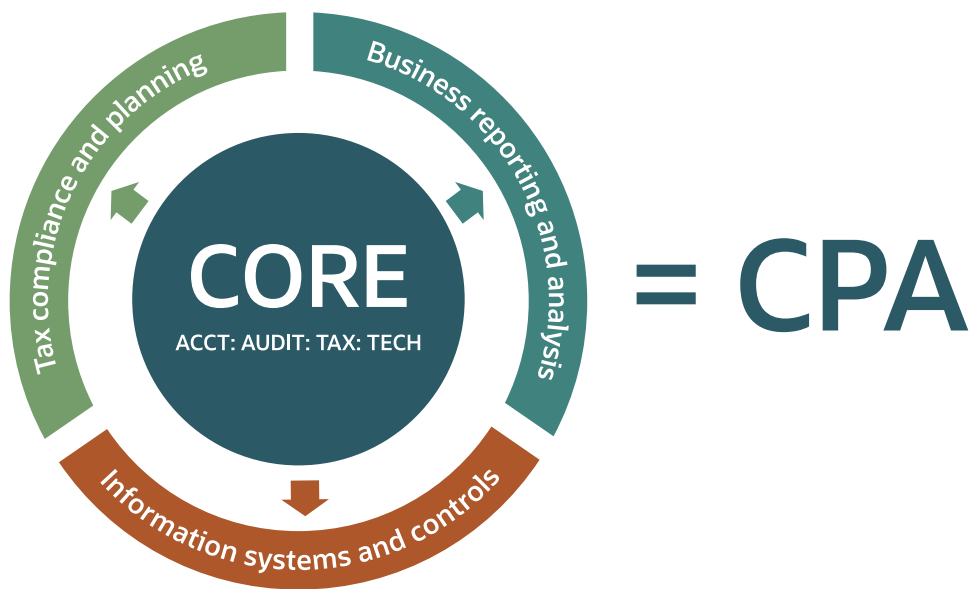 Tax compliance and planning
Business reporting and analysis
CORE
ACCT: AUDIT: TAX: TECH
= CPA
Information systems and controls